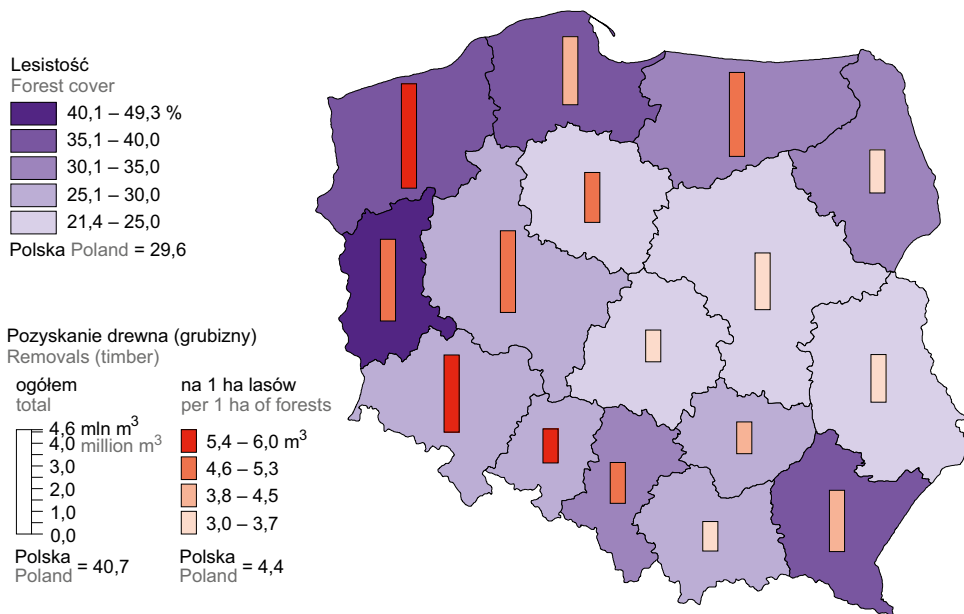 Lesistość
Forest cover
40,1 – 49,3 %
35,1 – 40,0
30,1 – 35,0
25,1 – 30,0
21,4 – 25,0
Polska Poland = 29,6
Pozyskanie drewna (grubizny)
Removals (timber)
ogółem
total
4,6 mln m³
4,0 million m³
3,0
2,0
1,0
0,0
Polska
Poland = 40,7
na 1 ha lasów
per 1 ha of forests
5,4 – 6,0 m³
4,6 – 5,3
3,8 – 4,5
3,0 – 3,7
Polska
Poland = 4,4